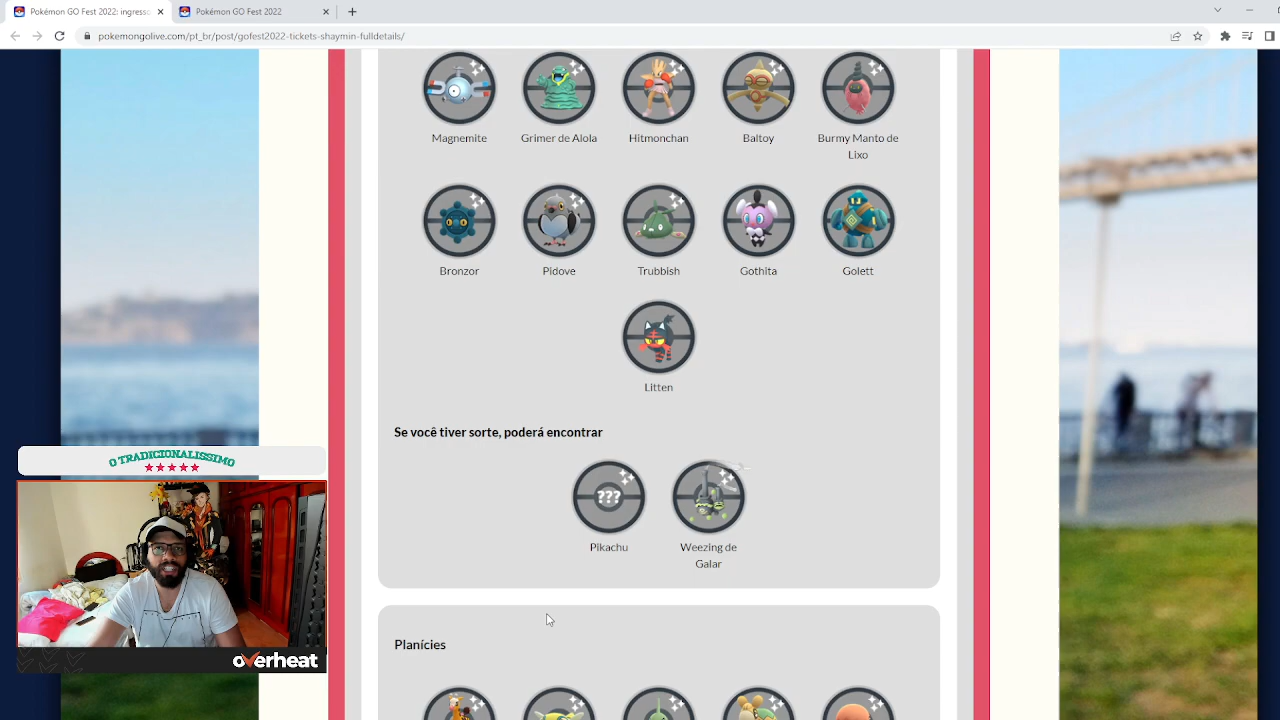 Pokémon GO Fest 2022: ingress
Pokémon GO Fest 2022
pokemongolive.com/pt_br/post/gofest2022-tickets-shaymin-fulldetails/
Magnemite
Grimer de Alola
Hitmonchan
Baltoy
Burmy Manto de
Lixo
Bronzor
Pidove
Trubbish
Gothita
Golett
Litten
Se você tiver sorte, poderá encontrar
???
Pikachu
Weezing de
Galar
Planícies
O TRADICIONALISSIMO
overheat